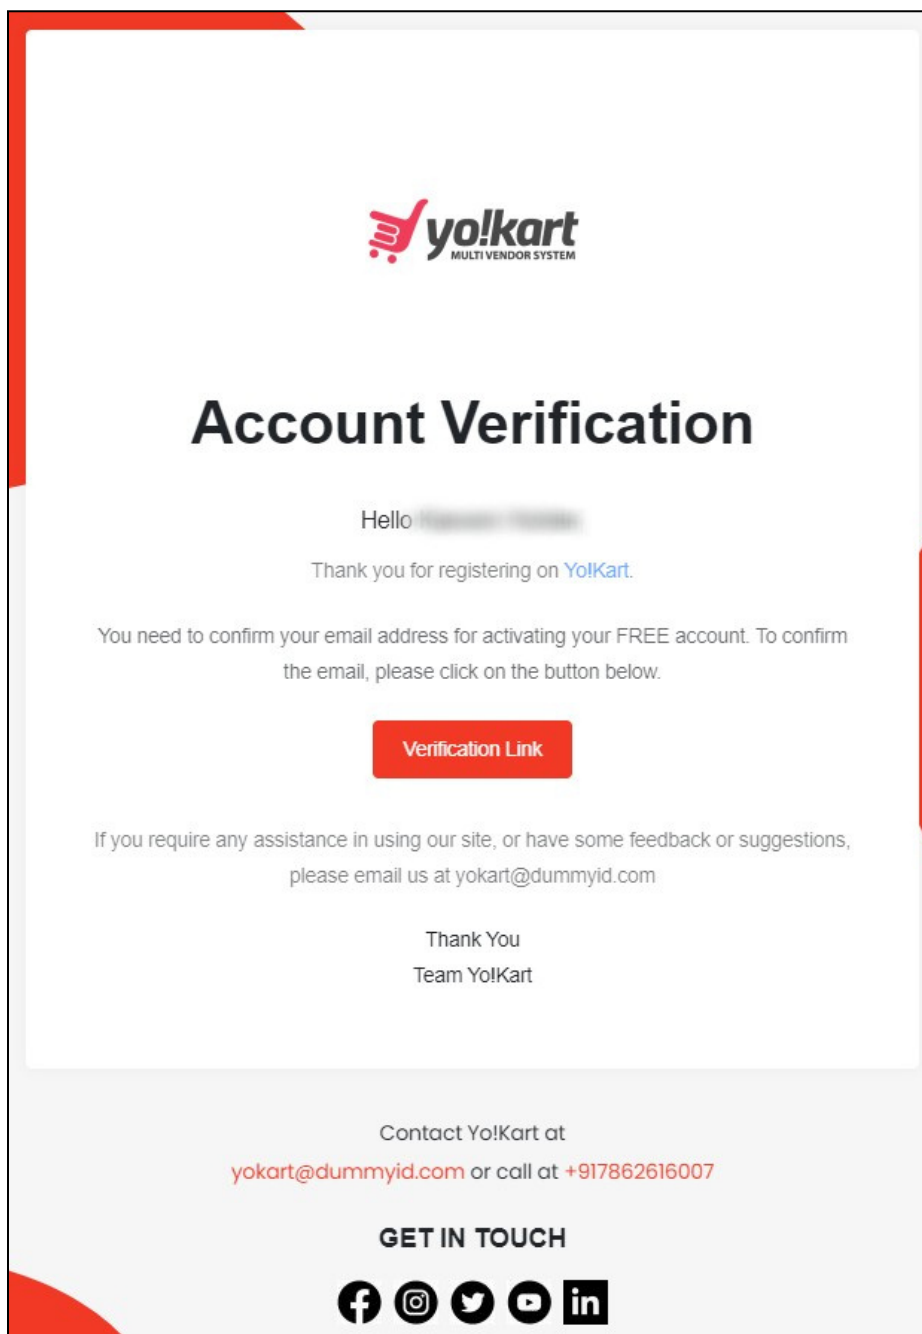 yo!kart
MULTI VENDOR SYSTEM
Account Verification
Hello
Thank you for registering on Yo!Kart.
You need to confirm your email address for activating your FREE account. To confirm
the email, please click on the button below.
Verification Link
If you require any assistance in using our site, or have some feedback or suggestions,
please email us at yokart@dummyid.com
Thank You
Team Yo!Kart
Contact Yo!Kart at
yokart@dummyid.com or call at +917862616007
GET IN TOUCH